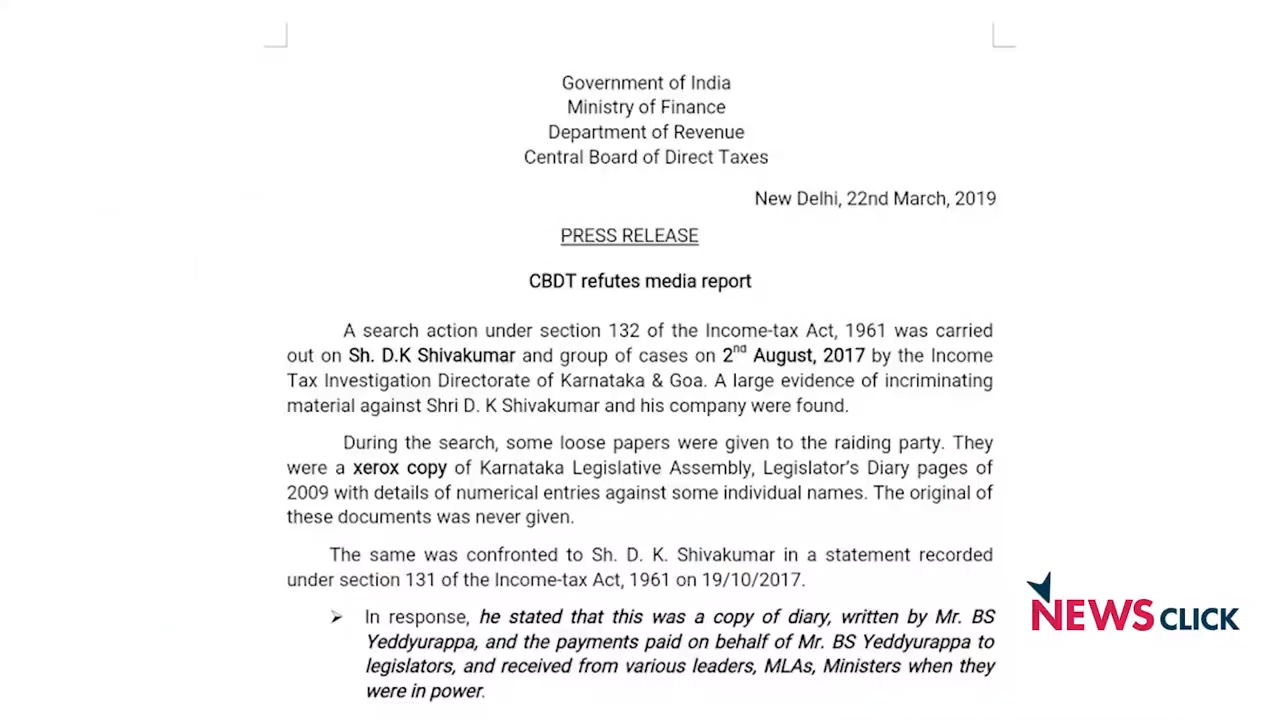 Government of India
Ministry of Finance
Department of Revenue
Central Board of Direct Taxes
New Delhi, 22nd March, 2019
PRESS RELEASE
CBDT refutes media report
A search action under section 132 of the Income-tax Act, 1961 was carried
out on Sh. D.K Shivakumar and group of cases on 2nd August, 2017 by the Income
Tax Investigation Directorate of Karnataka & Goa. A large evidence of incriminating
material against Shri D. K Shivakumar and his company were found.
During the search, some loose papers were given to the raiding party. They
were a xerox copy of Karnataka Legislative Assembly, Legislator's Diary pages of
2009 with details of numerical entries against some individual names. The original of
these documents was never given.
The same was confronted to Sh. D. K. Shivakumar in a statement recorded
under section 131 of the Income-tax Act, 1961 on 19/10/2017.
➢ In response, he stated that this was a copy of diary, written by Mr. BS
Yeddyurappa, and the payments paid on behalf of Mr. BS Yeddyurappa to
legislators, and received from various leaders, MLAs, Ministers when they
were in power.
NEWSCLICK